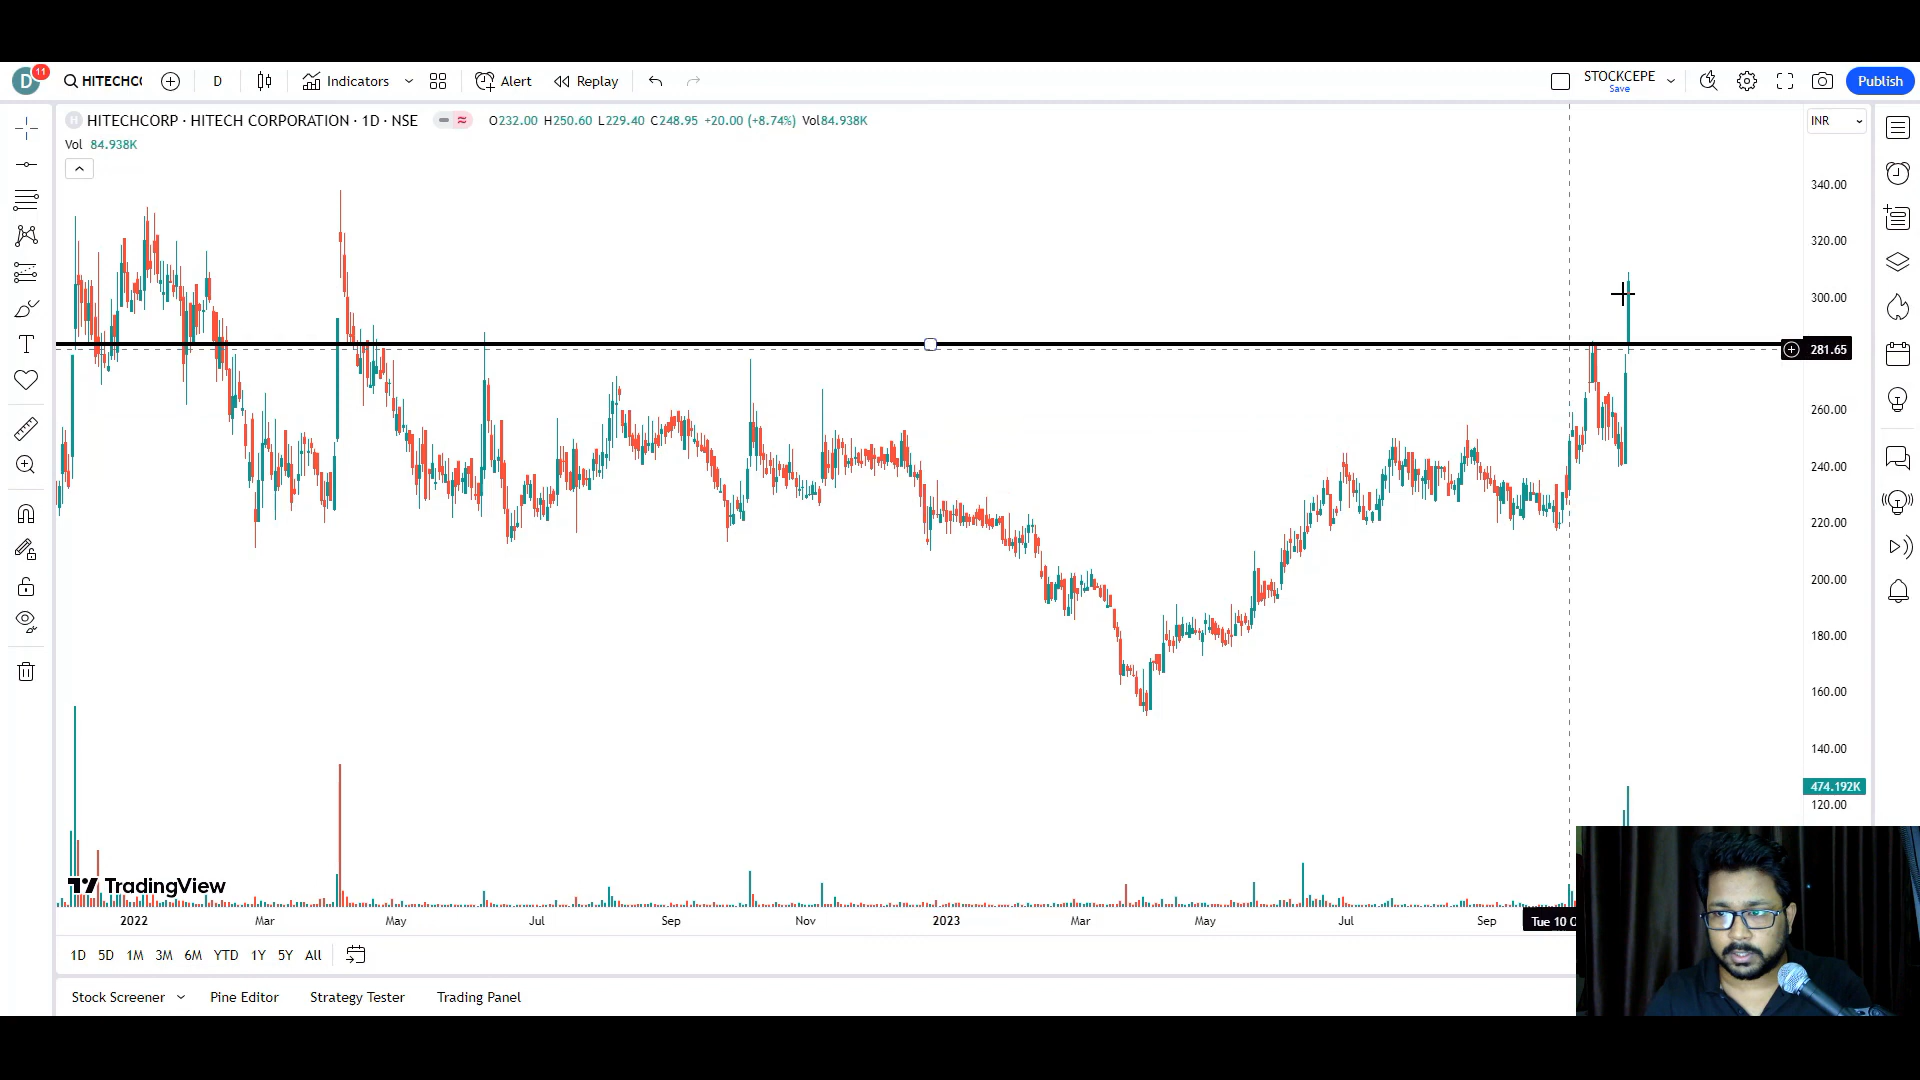 D 11 HITECHC D Indicators Alert Replay STOCKCEPE Save Publish
HITECHCORP · HITECH CORPORATION · 1D · NSE O232.00 H250.60 L229.40 C248.95 +20.00 (+8.74%) Vol84.938K INR
Vol 84.938K
340.00
320.00
300.00
281.65
260.00
240.00
220.00
200.00
180.00
160.00
140.00
474.192K
120.00
TradingView
2022 Mar May Jul Sep Nov 2023 Mar May Jul Sep Tue 10 O
1D 5D 1M 3M 6M YTD 1Y 5Y All
Stock Screener Pine Editor Strategy Tester Trading Panel